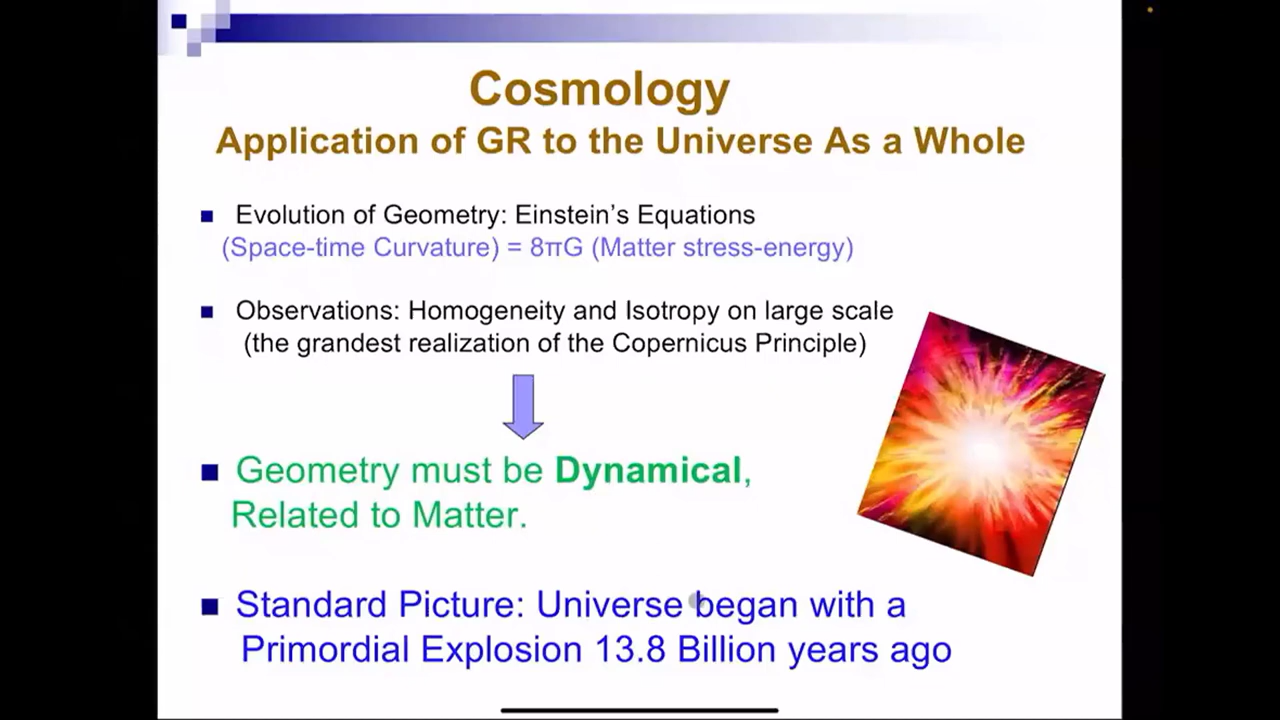 Cosmology
Application of GR to the Universe As a Whole
Evolution of Geometry: Einstein’s Equations
(Space-time Curvature) = 8πG (Matter stress-energy)
Observations: Homogeneity and Isotropy on large scale
(the grandest realization of the Copernicus Principle)
Geometry must be Dynamical,
Related to Matter.
Standard Picture: Universe began with a
Primordial Explosion 13.8 Billion years ago